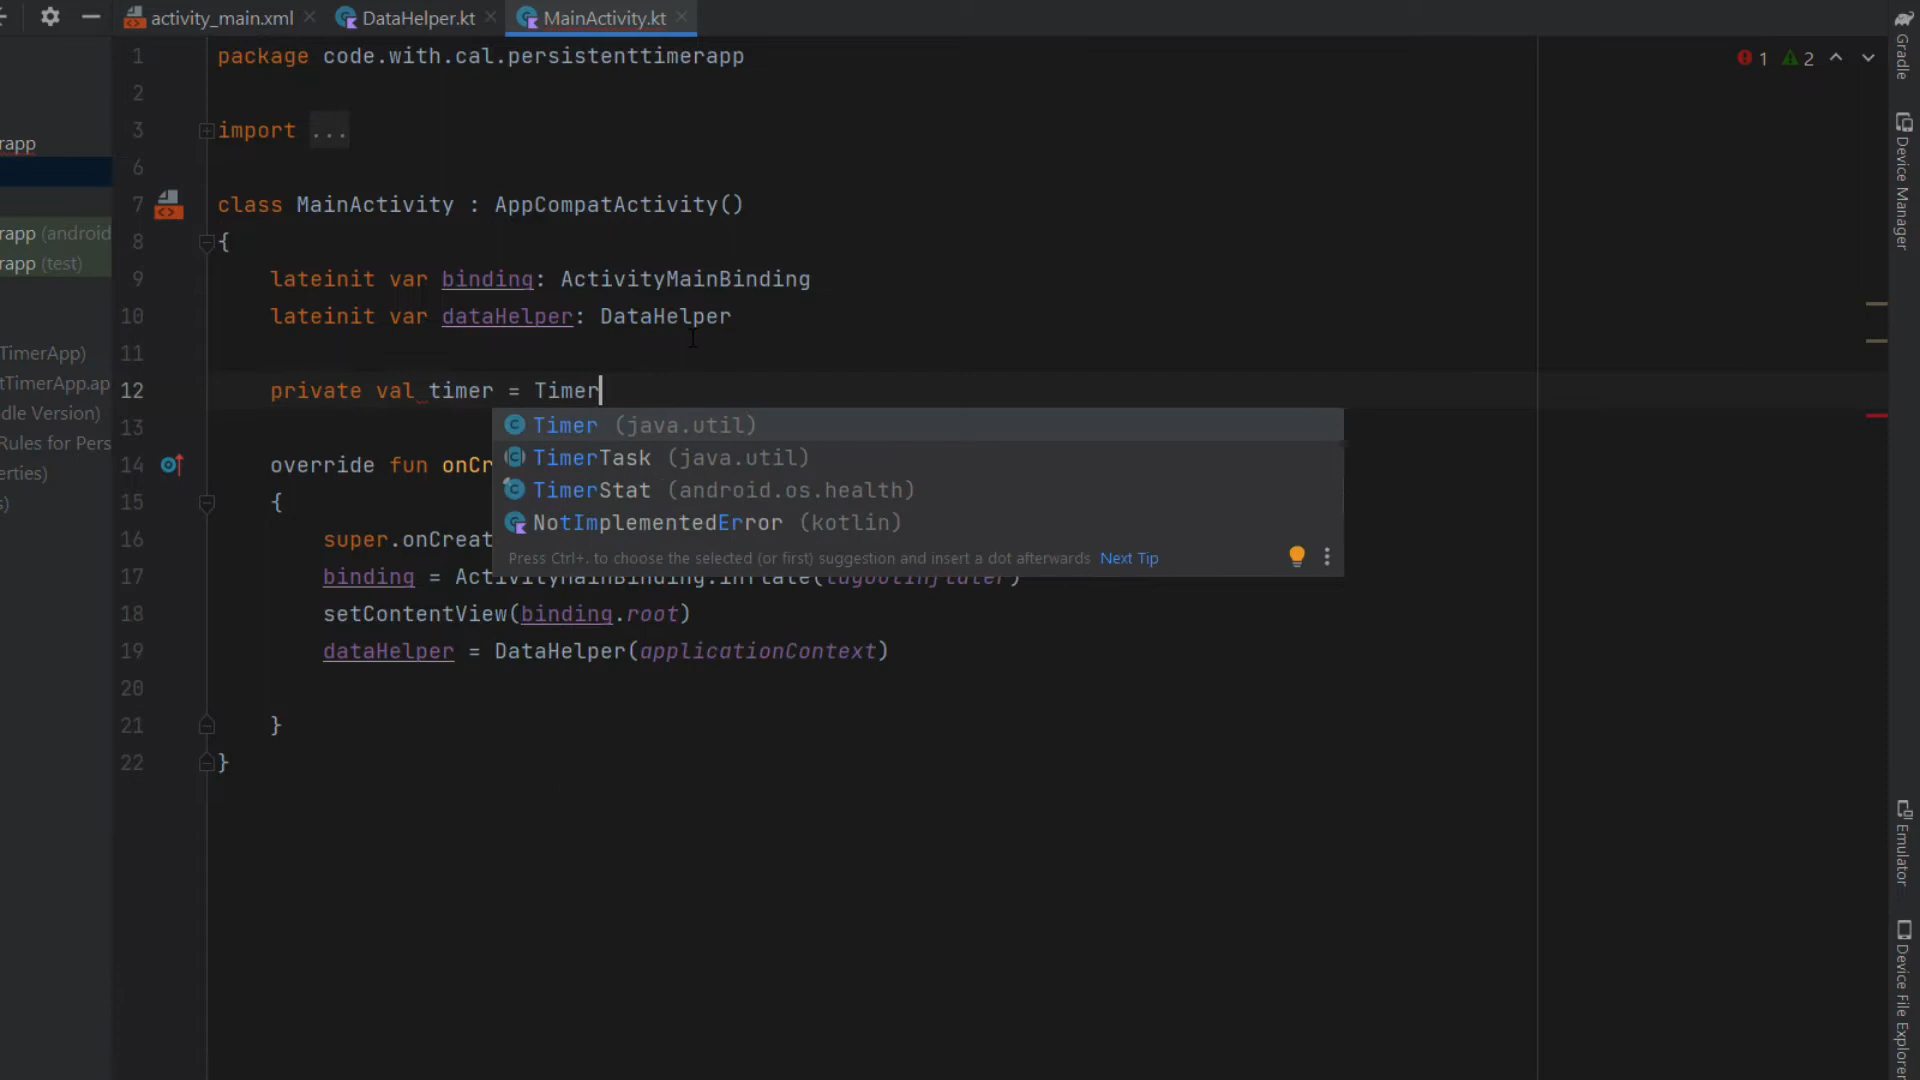 activity_main.xml
DataHelper.kt
MainActivity.kt
1 package code.with.cal.persistenttimerapp
1 2
2
3 import ...
6
7 class MainActivity : AppCompatActivity()
8 {
9 lateinit var binding: ActivityMainBinding
10 lateinit var dataHelper: DataHelper
11
12 private val timer = Timer
13
14 override fun onCr
15 {
16 super.onCreat
17 binding = ActivityMainBinding.inflate(layoutInflater)
18 setContentView(binding.root)
19 dataHelper = DataHelper(applicationContext)
20
21 }
22 }
Timer (java.util)
TimerTask (java.util)
TimerStat (android.os.health)
NotImplementedError (kotlin)
Press Ctrl+. to choose the selected (or first) suggestion and insert a dot afterwards Next Tip
rapp
rapp (android
rapp (test)
TimerApp)
tTimerApp.ap
dle Version)
Rules for Pers
erties)
s)
Gradle
Device Manager
Emulator
Device File Explorer